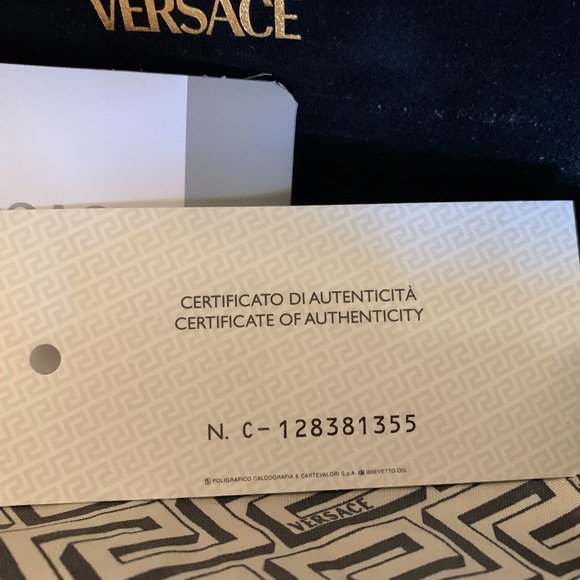 VERSACE
CERTIFICATO DI AUTENTICITÀ
CERTIFICATE OF AUTHENTICITY
N. C-128381355
POLIGRAFICO CALCOGRAFIA & CARTEVALORI S.p.A. BREVETTO OGI
VERSACE